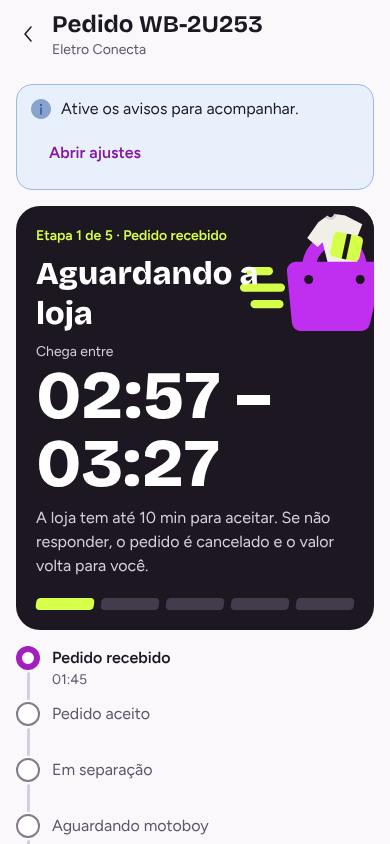 Pedido WB-2U253
Eletro Conecta
Ative os avisos para acompanhar.
Abrir ajustes
Etapa 1 de 5 · Pedido recebido
Aguardando a
loja
Chega entre
02:57 –
03:27
A loja tem até 10 min para aceitar. Se não
responder, o pedido é cancelado e o valor
volta para você.
Pedido recebido
01:45
Pedido aceito
Em separação
Aguardando motoboy